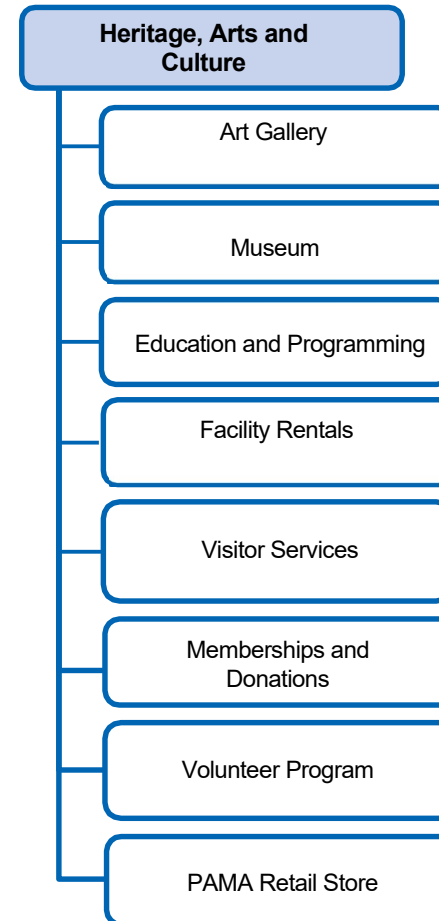 Heritage, Arts and
Culture
Art Gallery
Museum
Education and Programming
Facility Rentals
Visitor Services
Memberships and
Donations
Volunteer Program
PAMA Retail Store